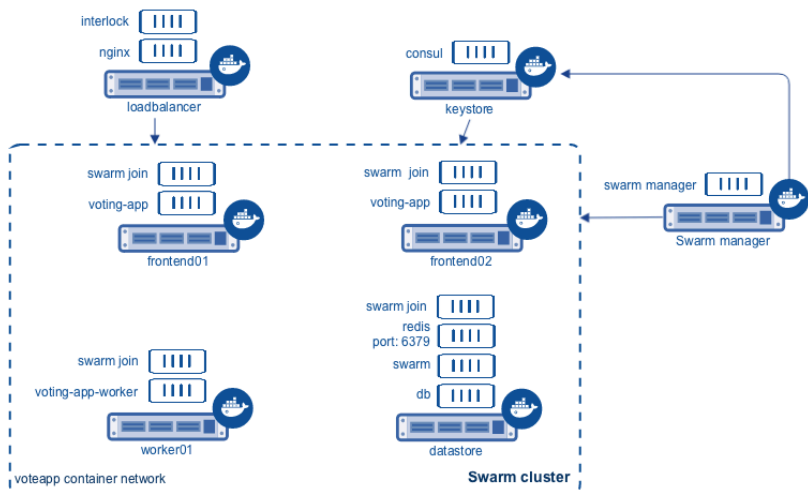 interlock
nginx
loadbalancer
consul
keystore
swarm join
voting-app
frontend01
swarm join
voting-app
frontend02
swarm manager
Swarm manager
swarm join
voting-app-worker
worker01
swarm join
redis
port: 6379
swarm
db
datastore
voteapp container network
Swarm cluster